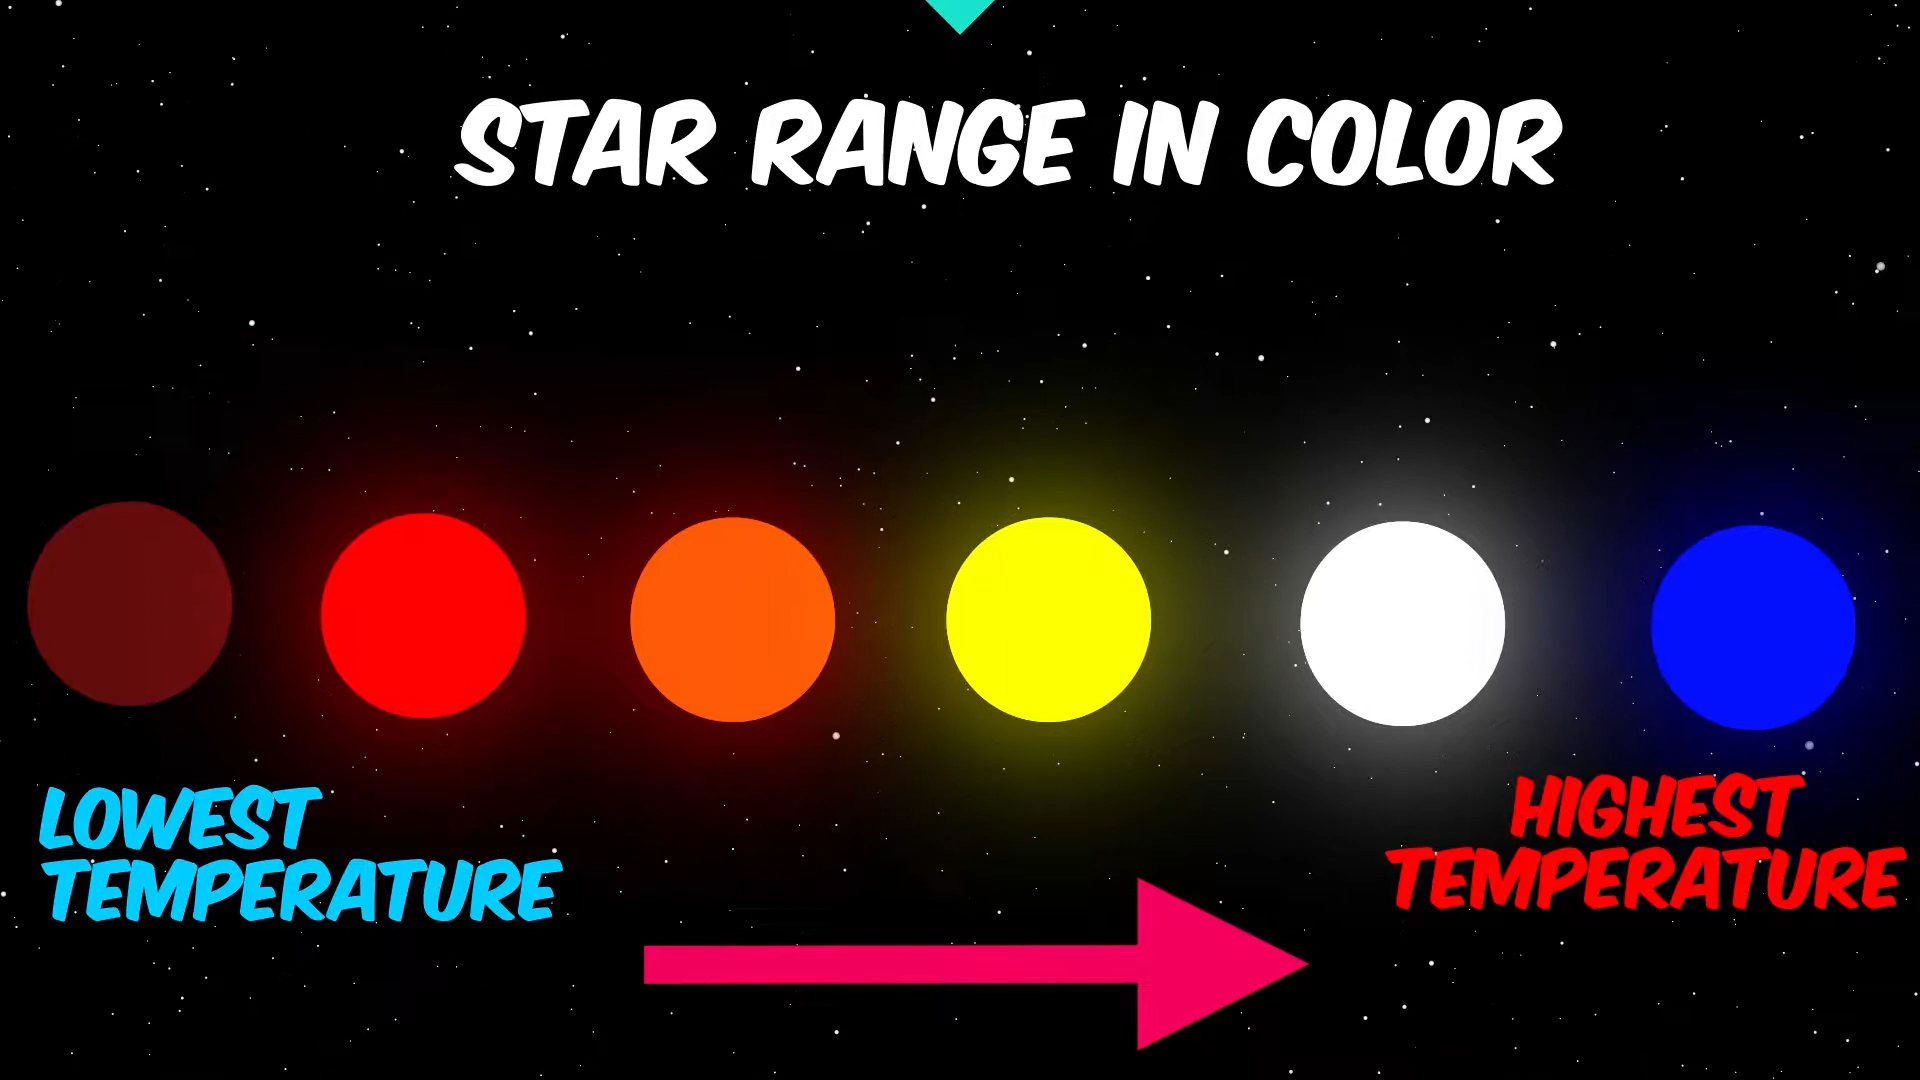 STAR RANGE IN COLOR
LOWEST
TEMPERATURE
HIGHEST
TEMPERATURE